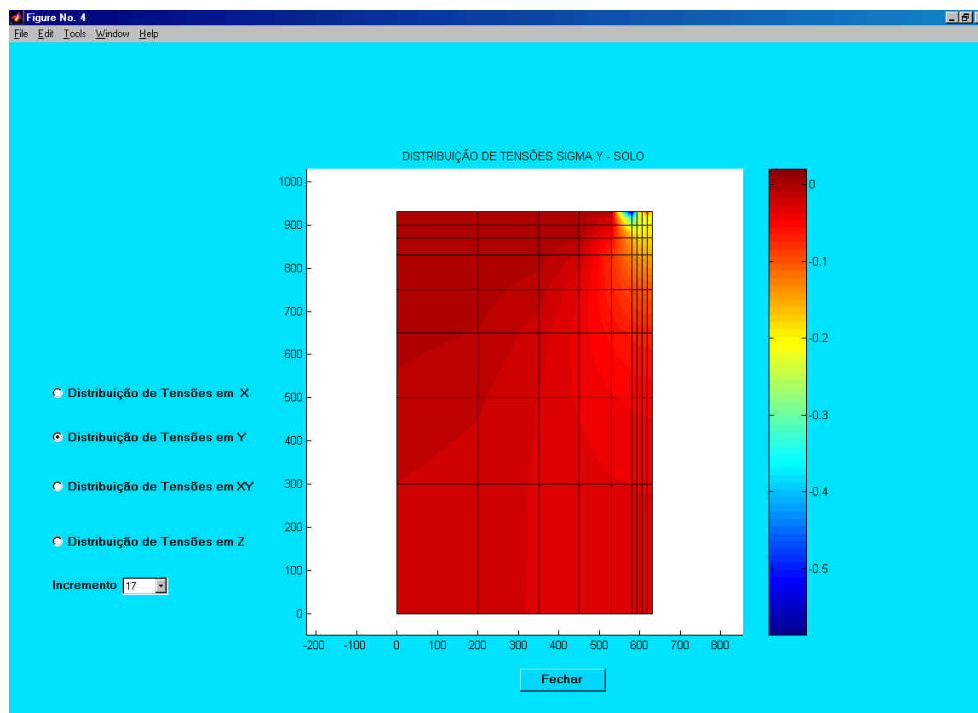 Figure No. 4
File Edit Tools Window Help
DISTRIBUIÇÃO DE TENSÕES SIGMA Y - SOLO
1000
900
800
700
600
500
400
300
200
100
0
-200 -100 0 100 200 300 400 500 600 700 800
0
-0.1
-0.2
-0.3
-0.4
-0.5
Distribuição de Tensões em X
Distribuição de Tensões em Y
Distribuição de Tensões em XY
Distribuição de Tensões em Z
Incremento 17
Fechar